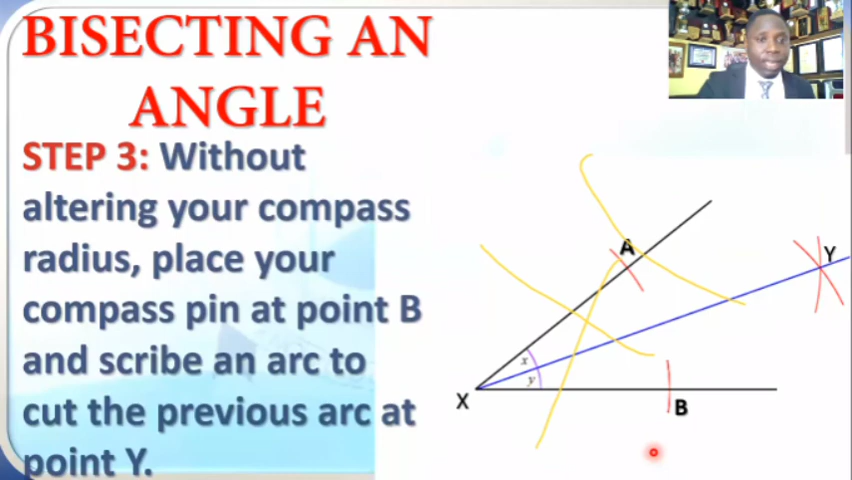 BISECTING AN
ANGLE
STEP 3: Without
altering your compass
radius, place your
compass pin at point B
and scribe an arc to
cut the previous arc at
point Y.
A
Y
x
y
X
B